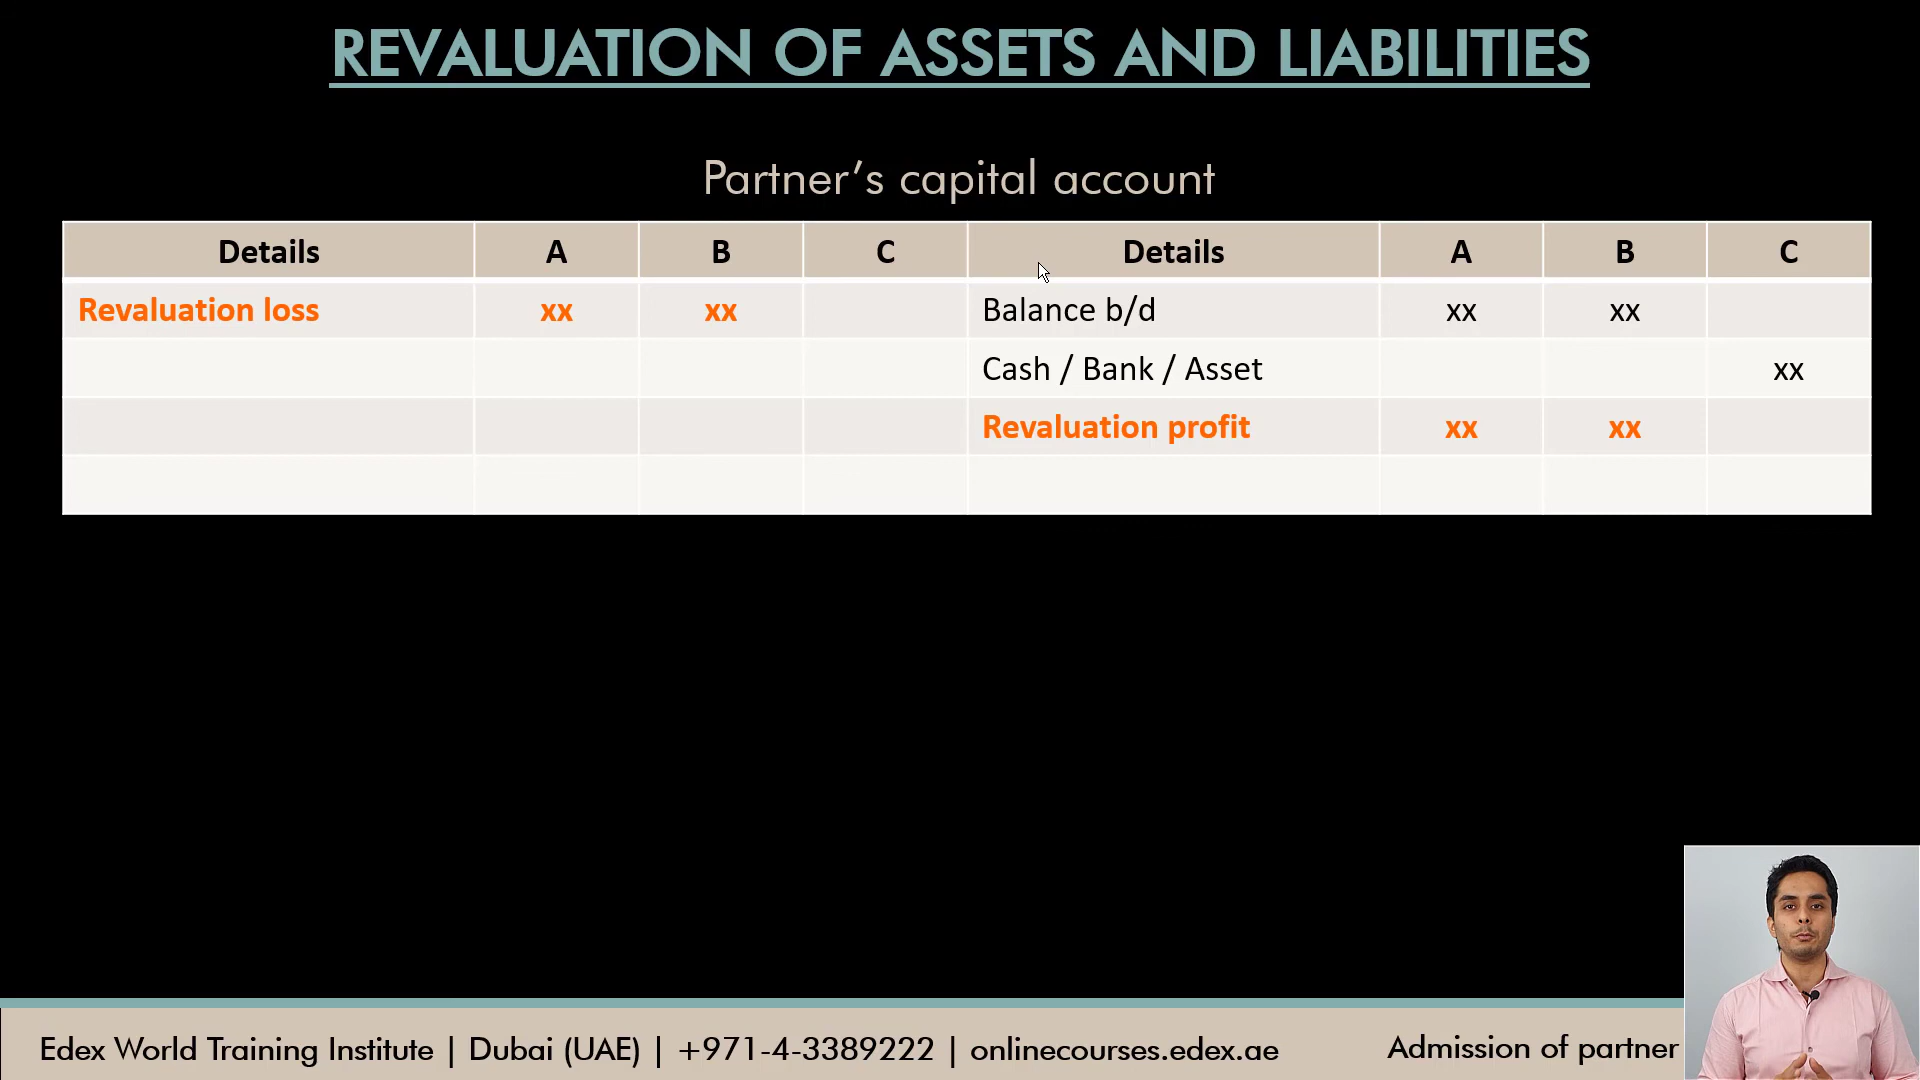 REVALUATION OF ASSETS AND LIABILITIES
Partner’s capital account
Details A B C Details A B C
Revaluation loss xx xx Balance b/d xx xx
Cash / Bank / Asset xx
Revaluation profit xx xx
Edex World Training Institute | Dubai (UAE) | +971-4-3389222 | onlinecourses.edex.ae Admission of partner